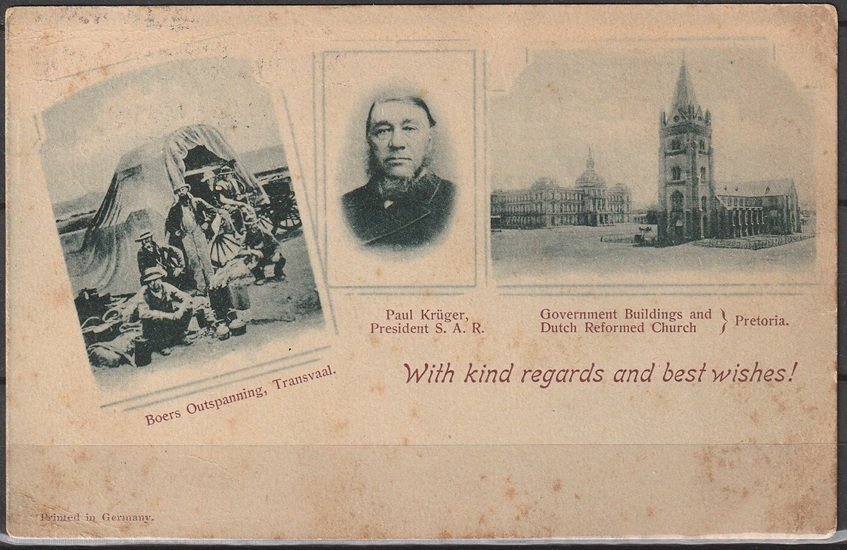 Paul Krüger,
President S. A. R.
Government Buildings and
Dutch Reformed Church } Pretoria.
With kind regards and best wishes!
Boers Outspanning, Transvaal.
Printed in Germany.